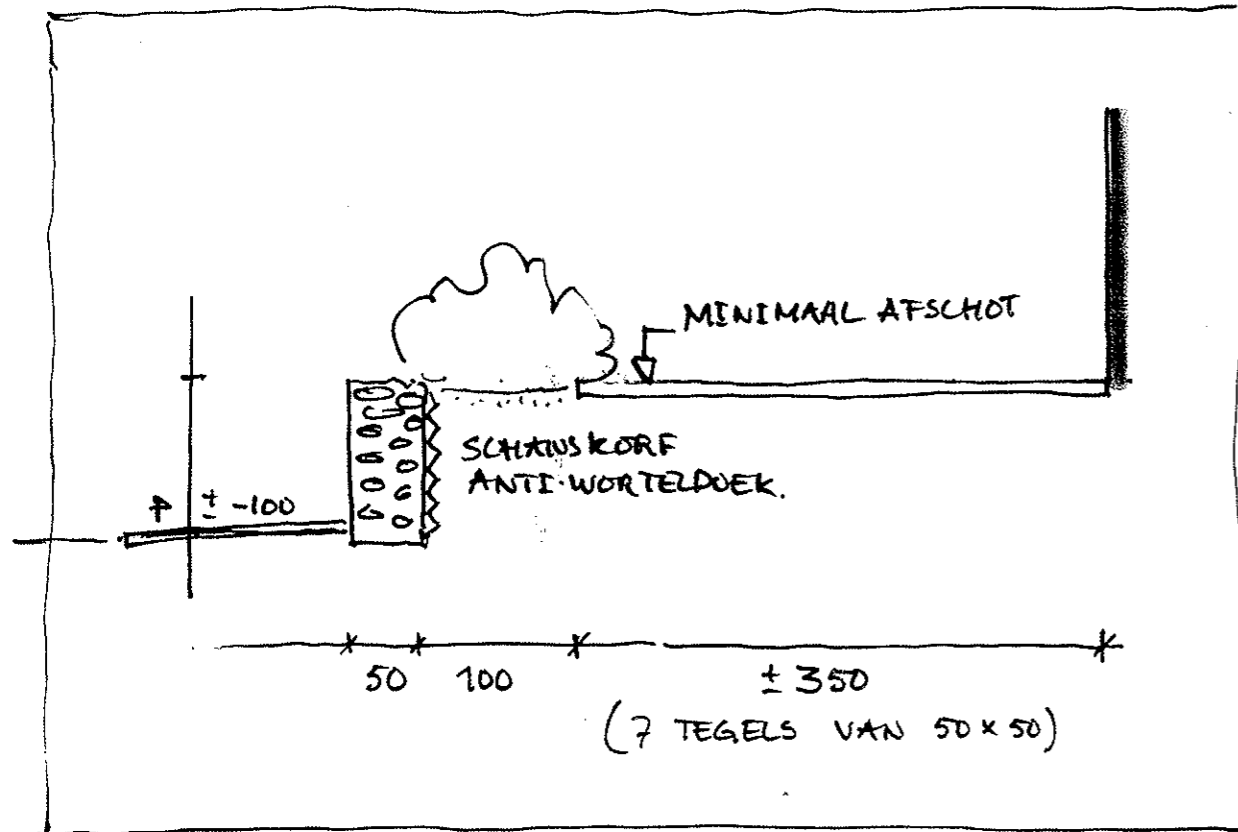 MINIMAAL AFSCHOT
SCHANSKORF
ANTI-WORTELDOEK.
P ± -100
50 100 ± 350
(7 TEGELS VAN 50 x 50)